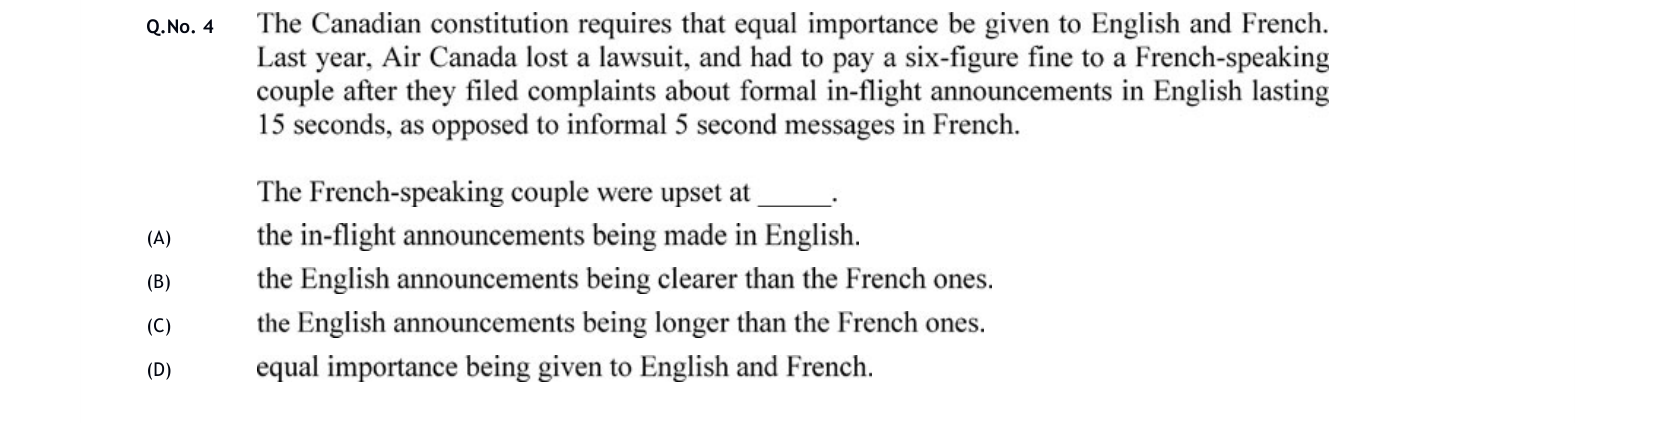 Q.No. 4 The Canadian constitution requires that equal importance be given to English and French.
Last year, Air Canada lost a lawsuit, and had to pay a six-figure fine to a French-speaking
couple after they filed complaints about formal in-flight announcements in English lasting
15 seconds, as opposed to informal 5 second messages in French.
The French-speaking couple were upset at _____.
(A) the in-flight announcements being made in English.
(B) the English announcements being clearer than the French ones.
(C) the English announcements being longer than the French ones.
(D) equal importance being given to English and French.